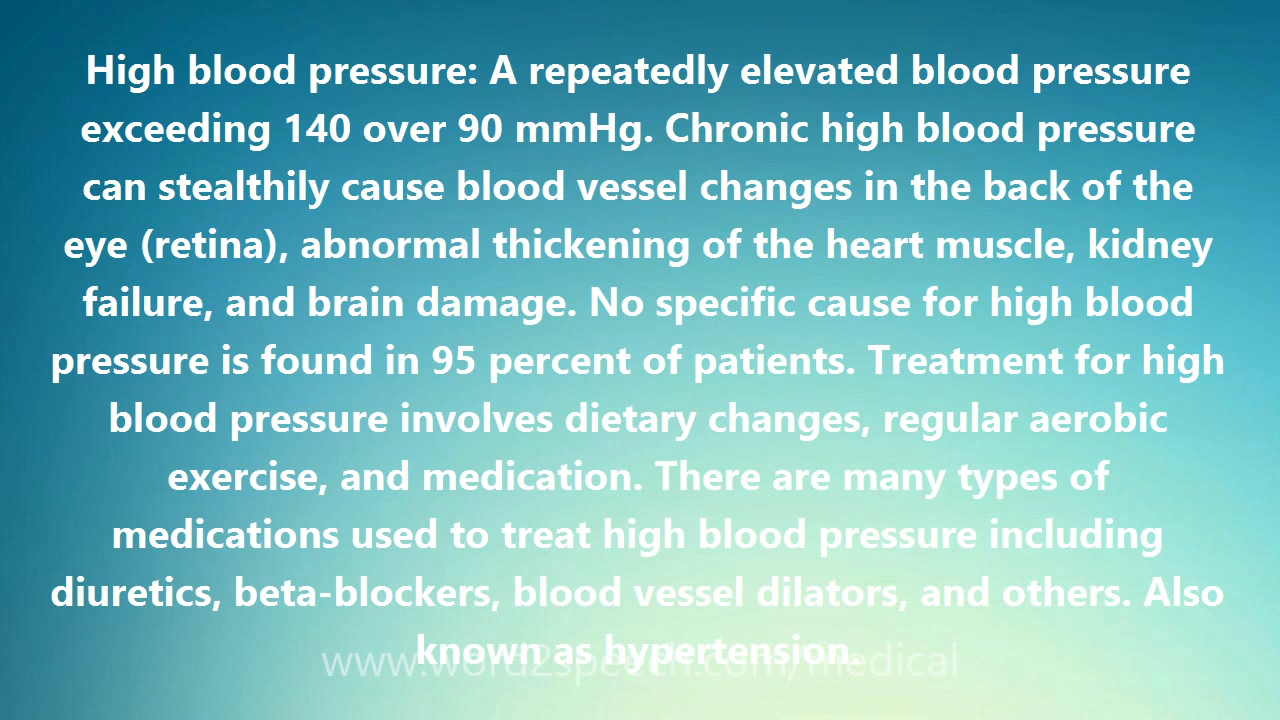 High blood pressure: A repeatedly elevated blood pressure
exceeding 140 over 90 mmHg. Chronic high blood pressure
can stealthily cause blood vessel changes in the back of the
eye (retina), abnormal thickening of the heart muscle, kidney
failure, and brain damage. No specific cause for high blood
pressure is found in 95 percent of patients. Treatment for high
blood pressure involves dietary changes, regular aerobic
exercise, and medication. There are many types of
medications used to treat high blood pressure including
diuretics, beta-blockers, blood vessel dilators, and others. Also
known as hypertension.
www.word2speech.com/medical